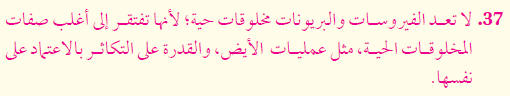 37. لا تعد الفيروسات والبريونات مخلوقات حية؛ لأنها تفتقر إلى أغلب صفات
المخلوقات الحية، مثل عمليات الأيض، والقدرة على التكاثر بالاعتماد على
نفسها.